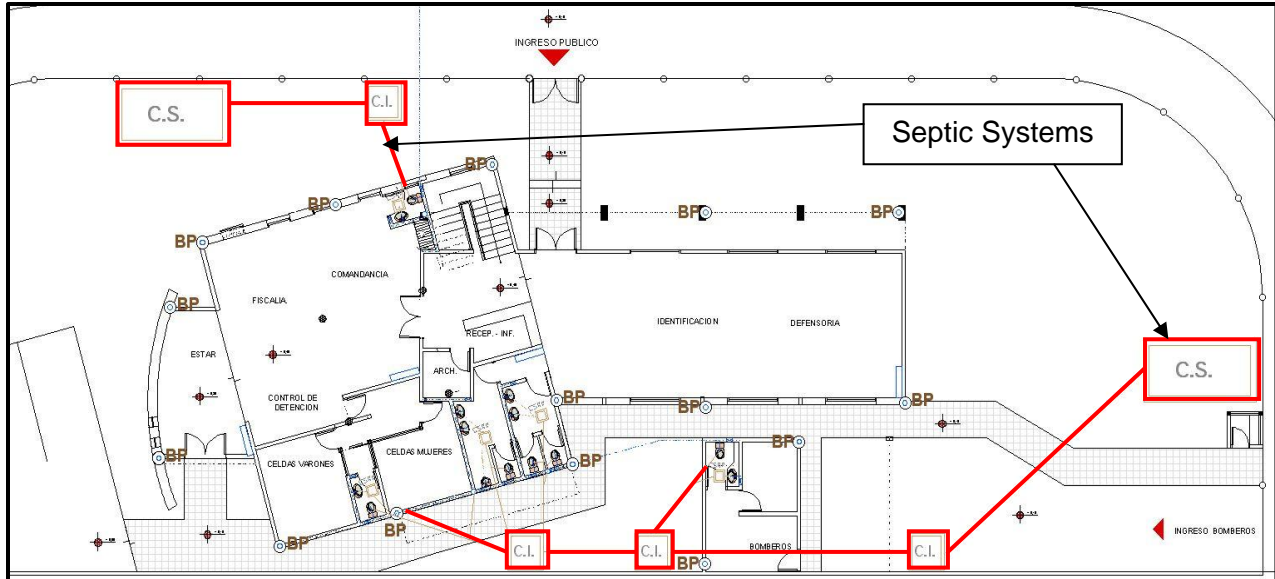 INGRESO PUBLICO
C.S.
C.I.
Septic Systems
BP
BP
BP
BP
BP
COMANDANCIA
FISCALIA
BP
IDENTIFICACION
DEFENSORIA
RECEP. - INF.
ESTAR
ARCH.
C.S.
CONTROL DE
DETENCION
BP
BP
BP
BP
CELDAS MUJERES
CELDAS VARONES
BP
BP
BP
BP
INGRESO BOMBEROS
BP
C.I.
C.I.
C.I.
BOMBEROS
BP